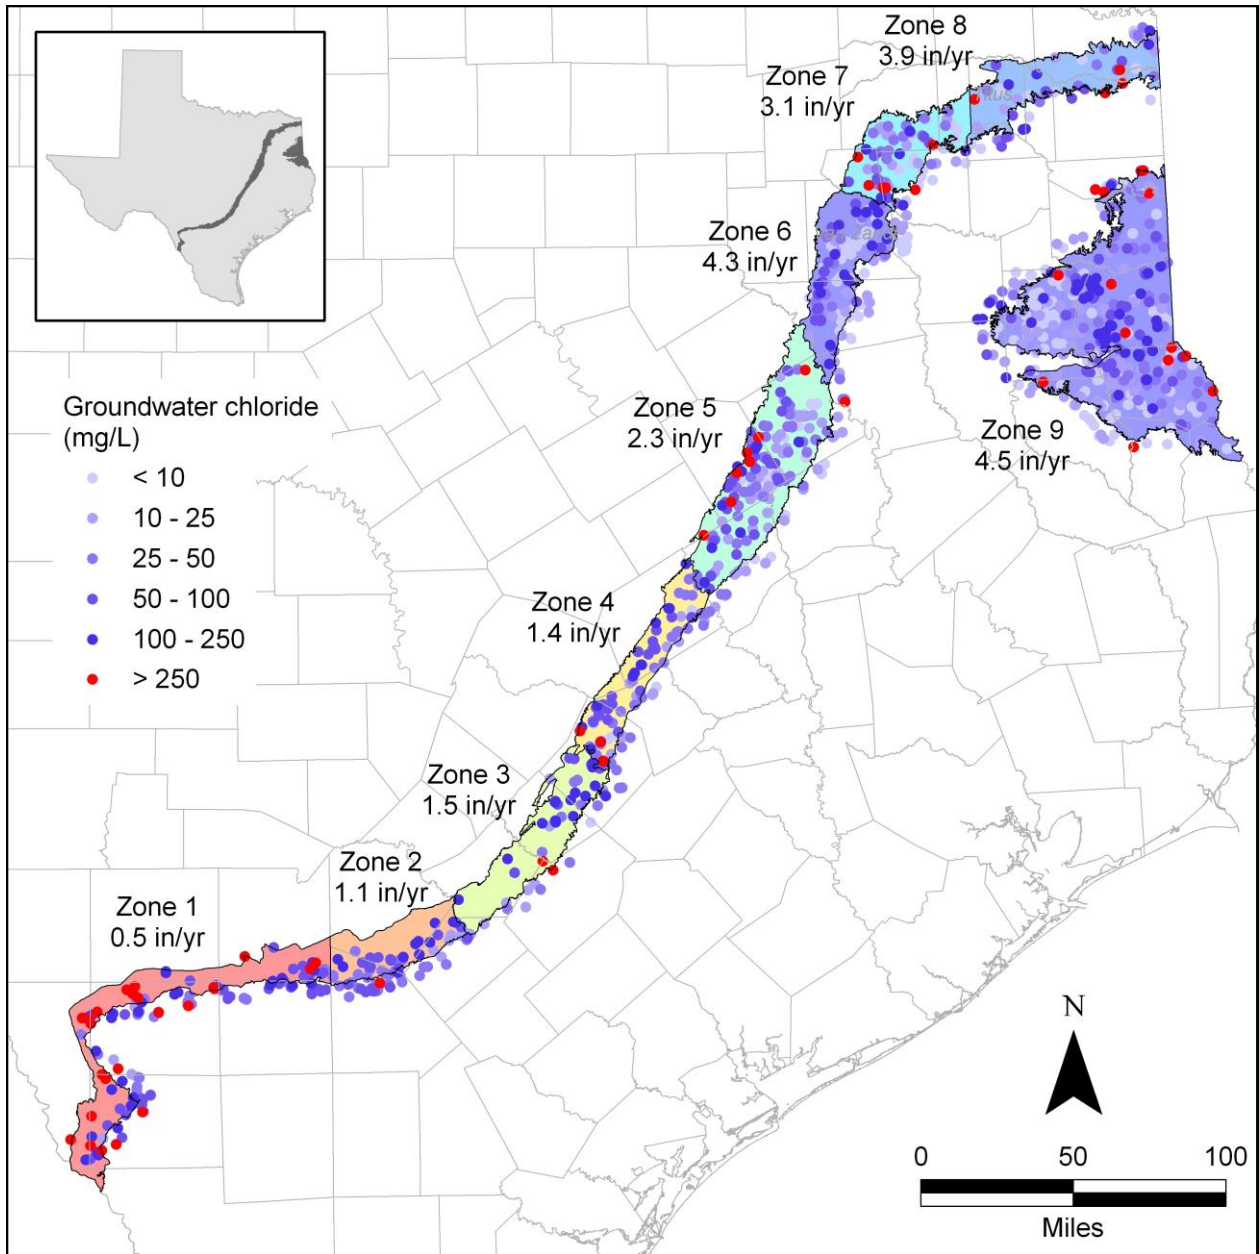 Zone 8
3.9 in/yr
Zone 7
3.1 in/yr
Zone 6
4.3 in/yr
Groundwater chloride
(mg/L)
< 10
10 - 25
25 - 50
50 - 100
100 - 250
> 250
Zone 5
2.3 in/yr
Zone 9
4.5 in/yr
Zone 4
1.4 in/yr
Zone 3
1.5 in/yr
Zone 2
1.1 in/yr
Zone 1
0.5 in/yr
N
0 50 100
Miles